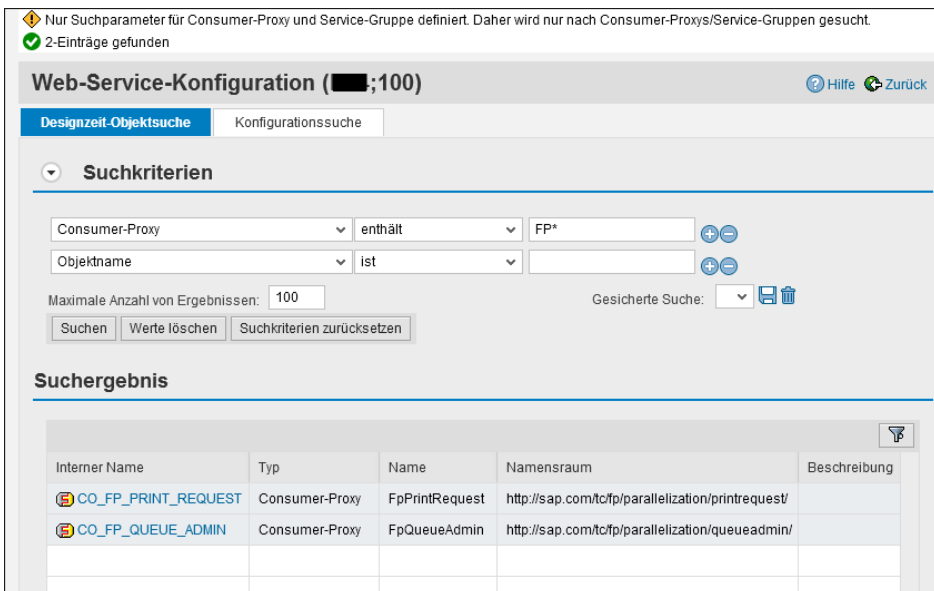 Nur Suchparameter für Consumer-Proxy und Service-Gruppe definiert. Daher wird nur nach Consumer-Proxys/Service-Gruppen gesucht.
2-Einträge gefunden
Web-Service-Konfiguration ( ;100) Hilfe Zurück
Designzeit-Objektsuche Konfigurationssuche
Suchkriterien
Consumer-Proxy enthält FP*
Objektname ist
Maximale Anzahl von Ergebnissen: 100 Gesicherte Suche:
Suchen Werte löschen Suchkriterien zurücksetzen
Suchergebnis
Interner Name Typ Name Namensraum Beschreibung
CO_FP_PRINT_REQUEST Consumer-Proxy FpPrintRequest http://sap.com/tc/fp/parallelization/printrequest/
CO_FP_QUEUE_ADMIN Consumer-Proxy FpQueueAdmin http://sap.com/tc/fp/parallelization/queueadmin/